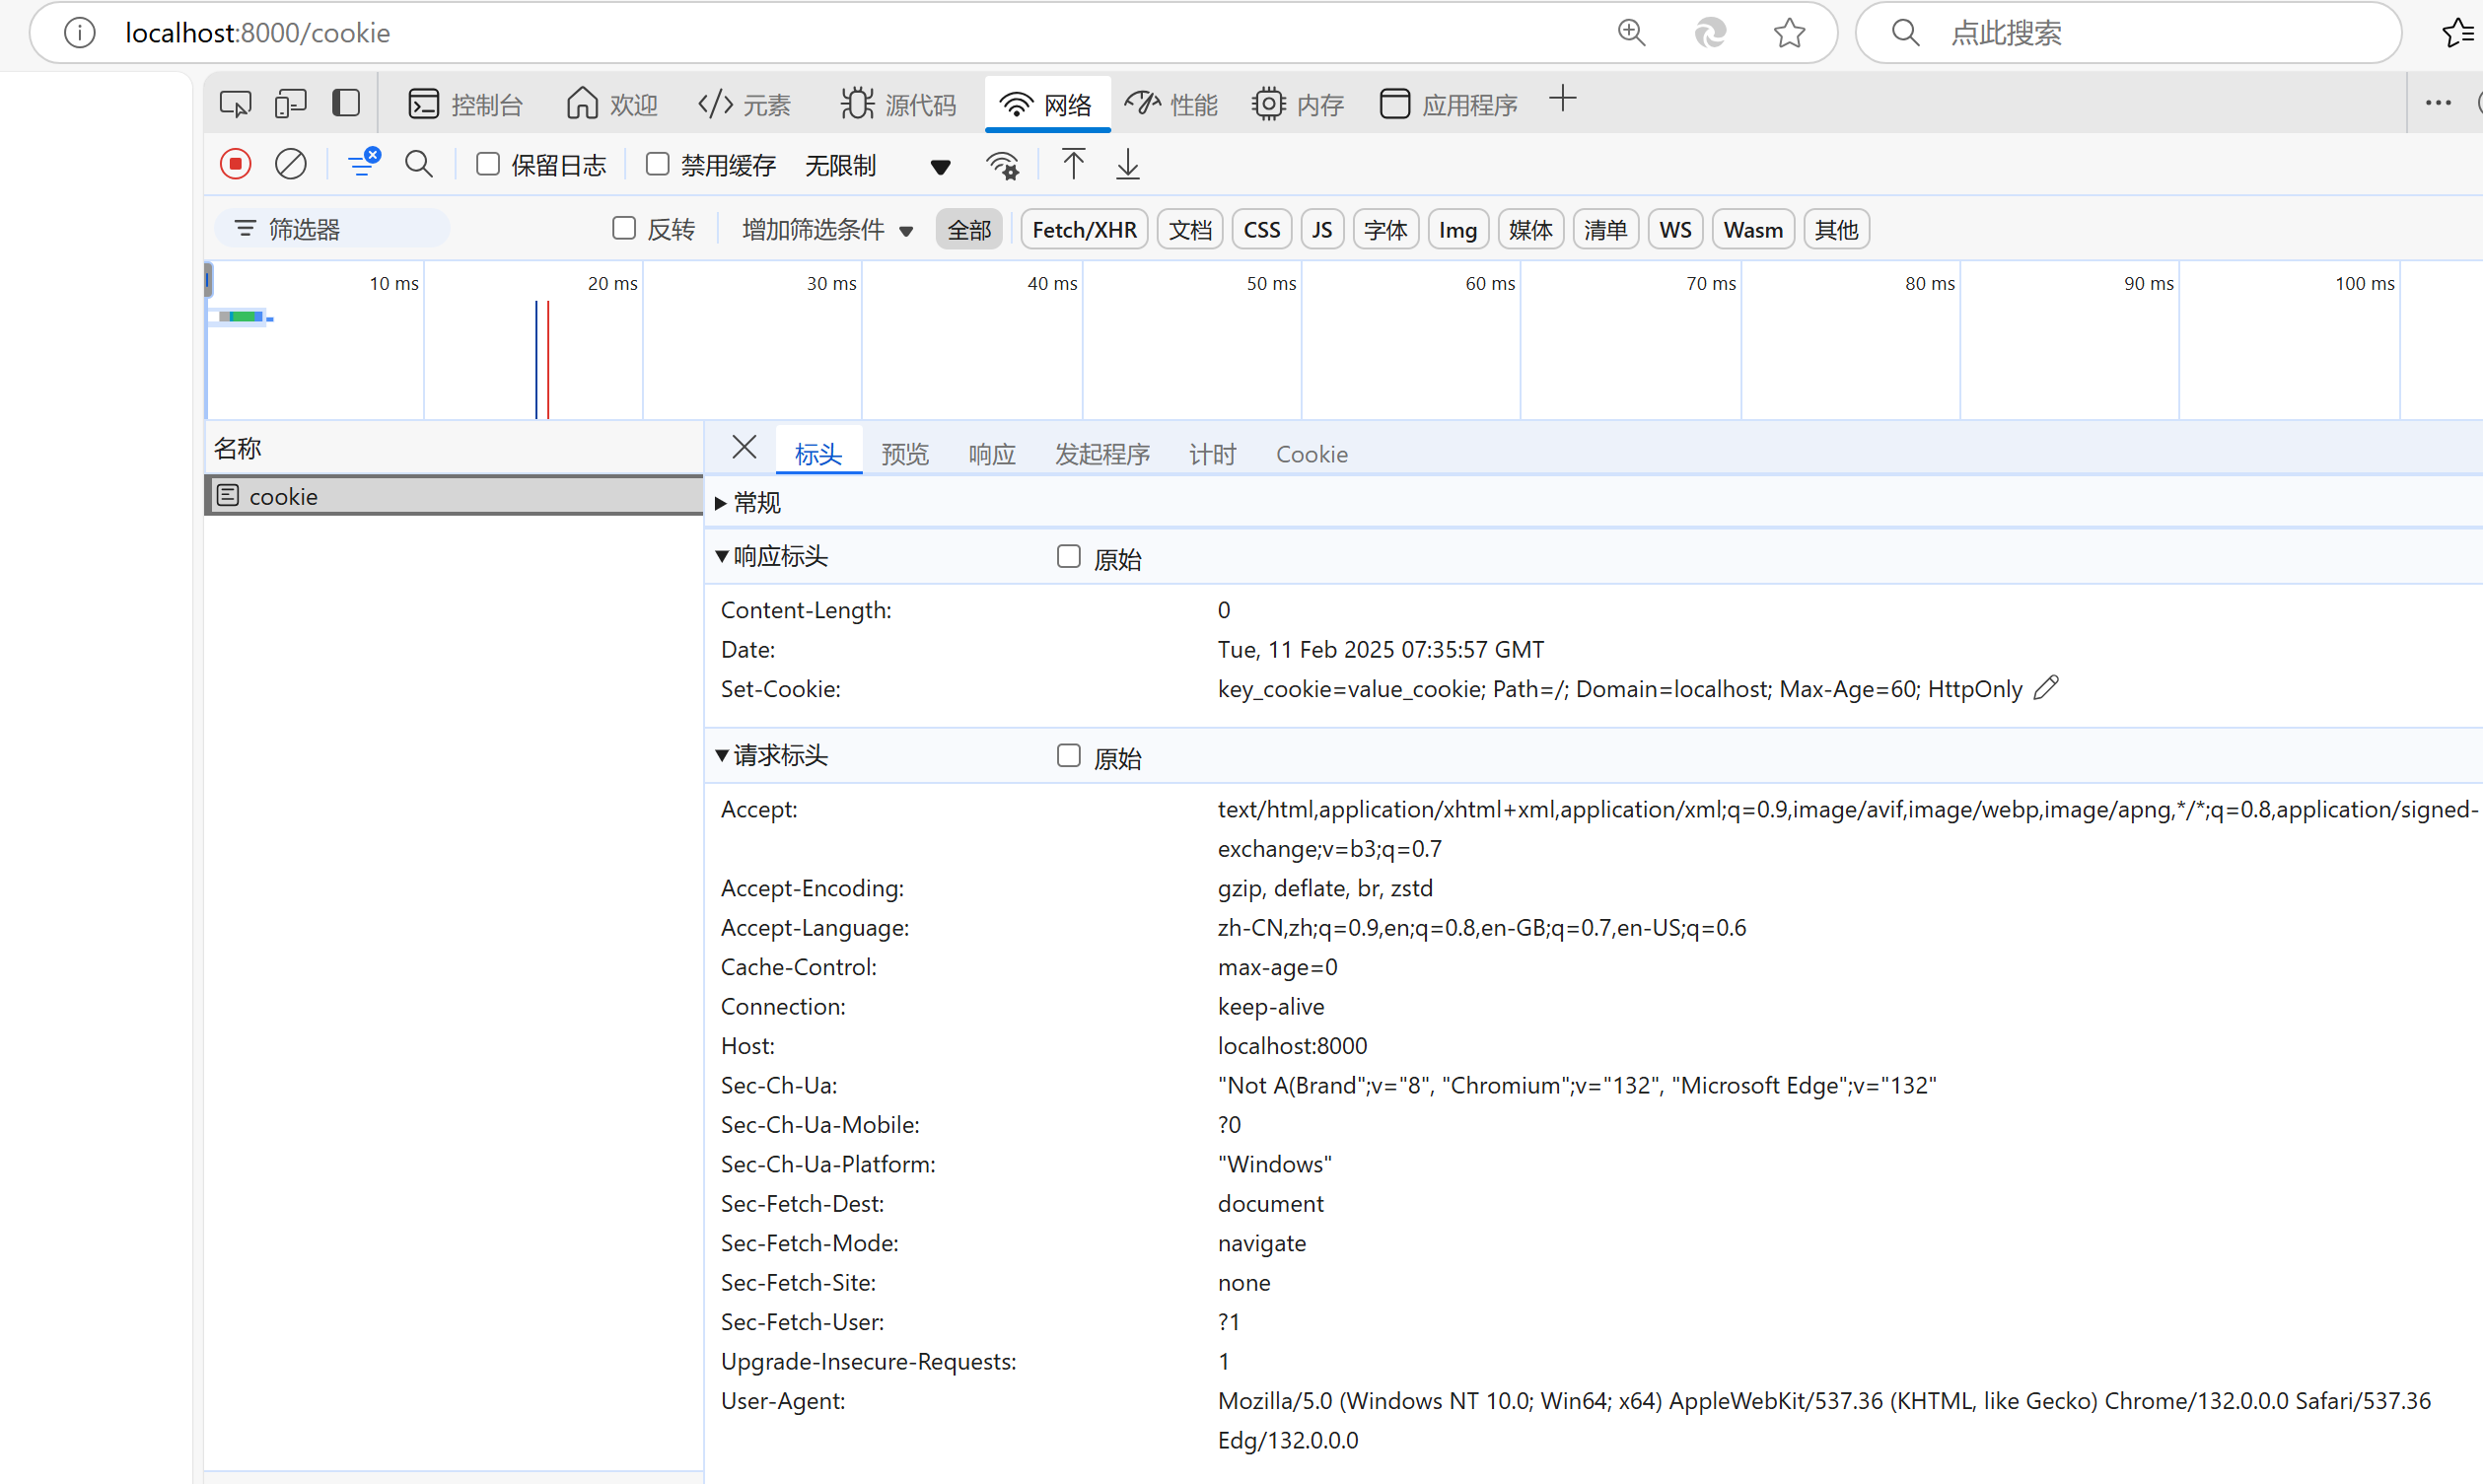 localhost:8000/cookie
点此搜索
控制台 欢迎 元素 源代码 网络 性能 内存 应用程序
保留日志 禁用缓存 无限制
筛选器 反转 增加筛选条件 全部 Fetch/XHR 文档 CSS JS 字体 Img 媒体 清单 WS Wasm 其他
10 ms 20 ms 30 ms 40 ms 50 ms 60 ms 70 ms 80 ms 90 ms 100 ms
名称
cookie
标头 预览 响应 发起程序 计时 Cookie
常规
响应标头 原始
Content-Length: 0
Date: Tue, 11 Feb 2025 07:35:57 GMT
Set-Cookie: key_cookie=value_cookie; Path=/; Domain=localhost; Max-Age=60; HttpOnly
请求标头 原始
Accept: text/html,application/xhtml+xml,application/xml;q=0.9,image/avif,image/webp,image/apng,*/*;q=0.8,application/signed-
exchange;v=b3;q=0.7
Accept-Encoding: gzip, deflate, br, zstd
Accept-Language: zh-CN,zh;q=0.9,en;q=0.8,en-GB;q=0.7,en-US;q=0.6
Cache-Control: max-age=0
Connection: keep-alive
Host: localhost:8000
Sec-Ch-Ua: "Not A(Brand";v="8", "Chromium";v="132", "Microsoft Edge";v="132"
Sec-Ch-Ua-Mobile: ?0
Sec-Ch-Ua-Platform: "Windows"
Sec-Fetch-Dest: document
Sec-Fetch-Mode: navigate
Sec-Fetch-Site: none
Sec-Fetch-User: ?1
Upgrade-Insecure-Requests: 1
User-Agent: Mozilla/5.0 (Windows NT 10.0; Win64; x64) AppleWebKit/537.36 (KHTML, like Gecko) Chrome/132.0.0.0 Safari/537.36
Edg/132.0.0.0